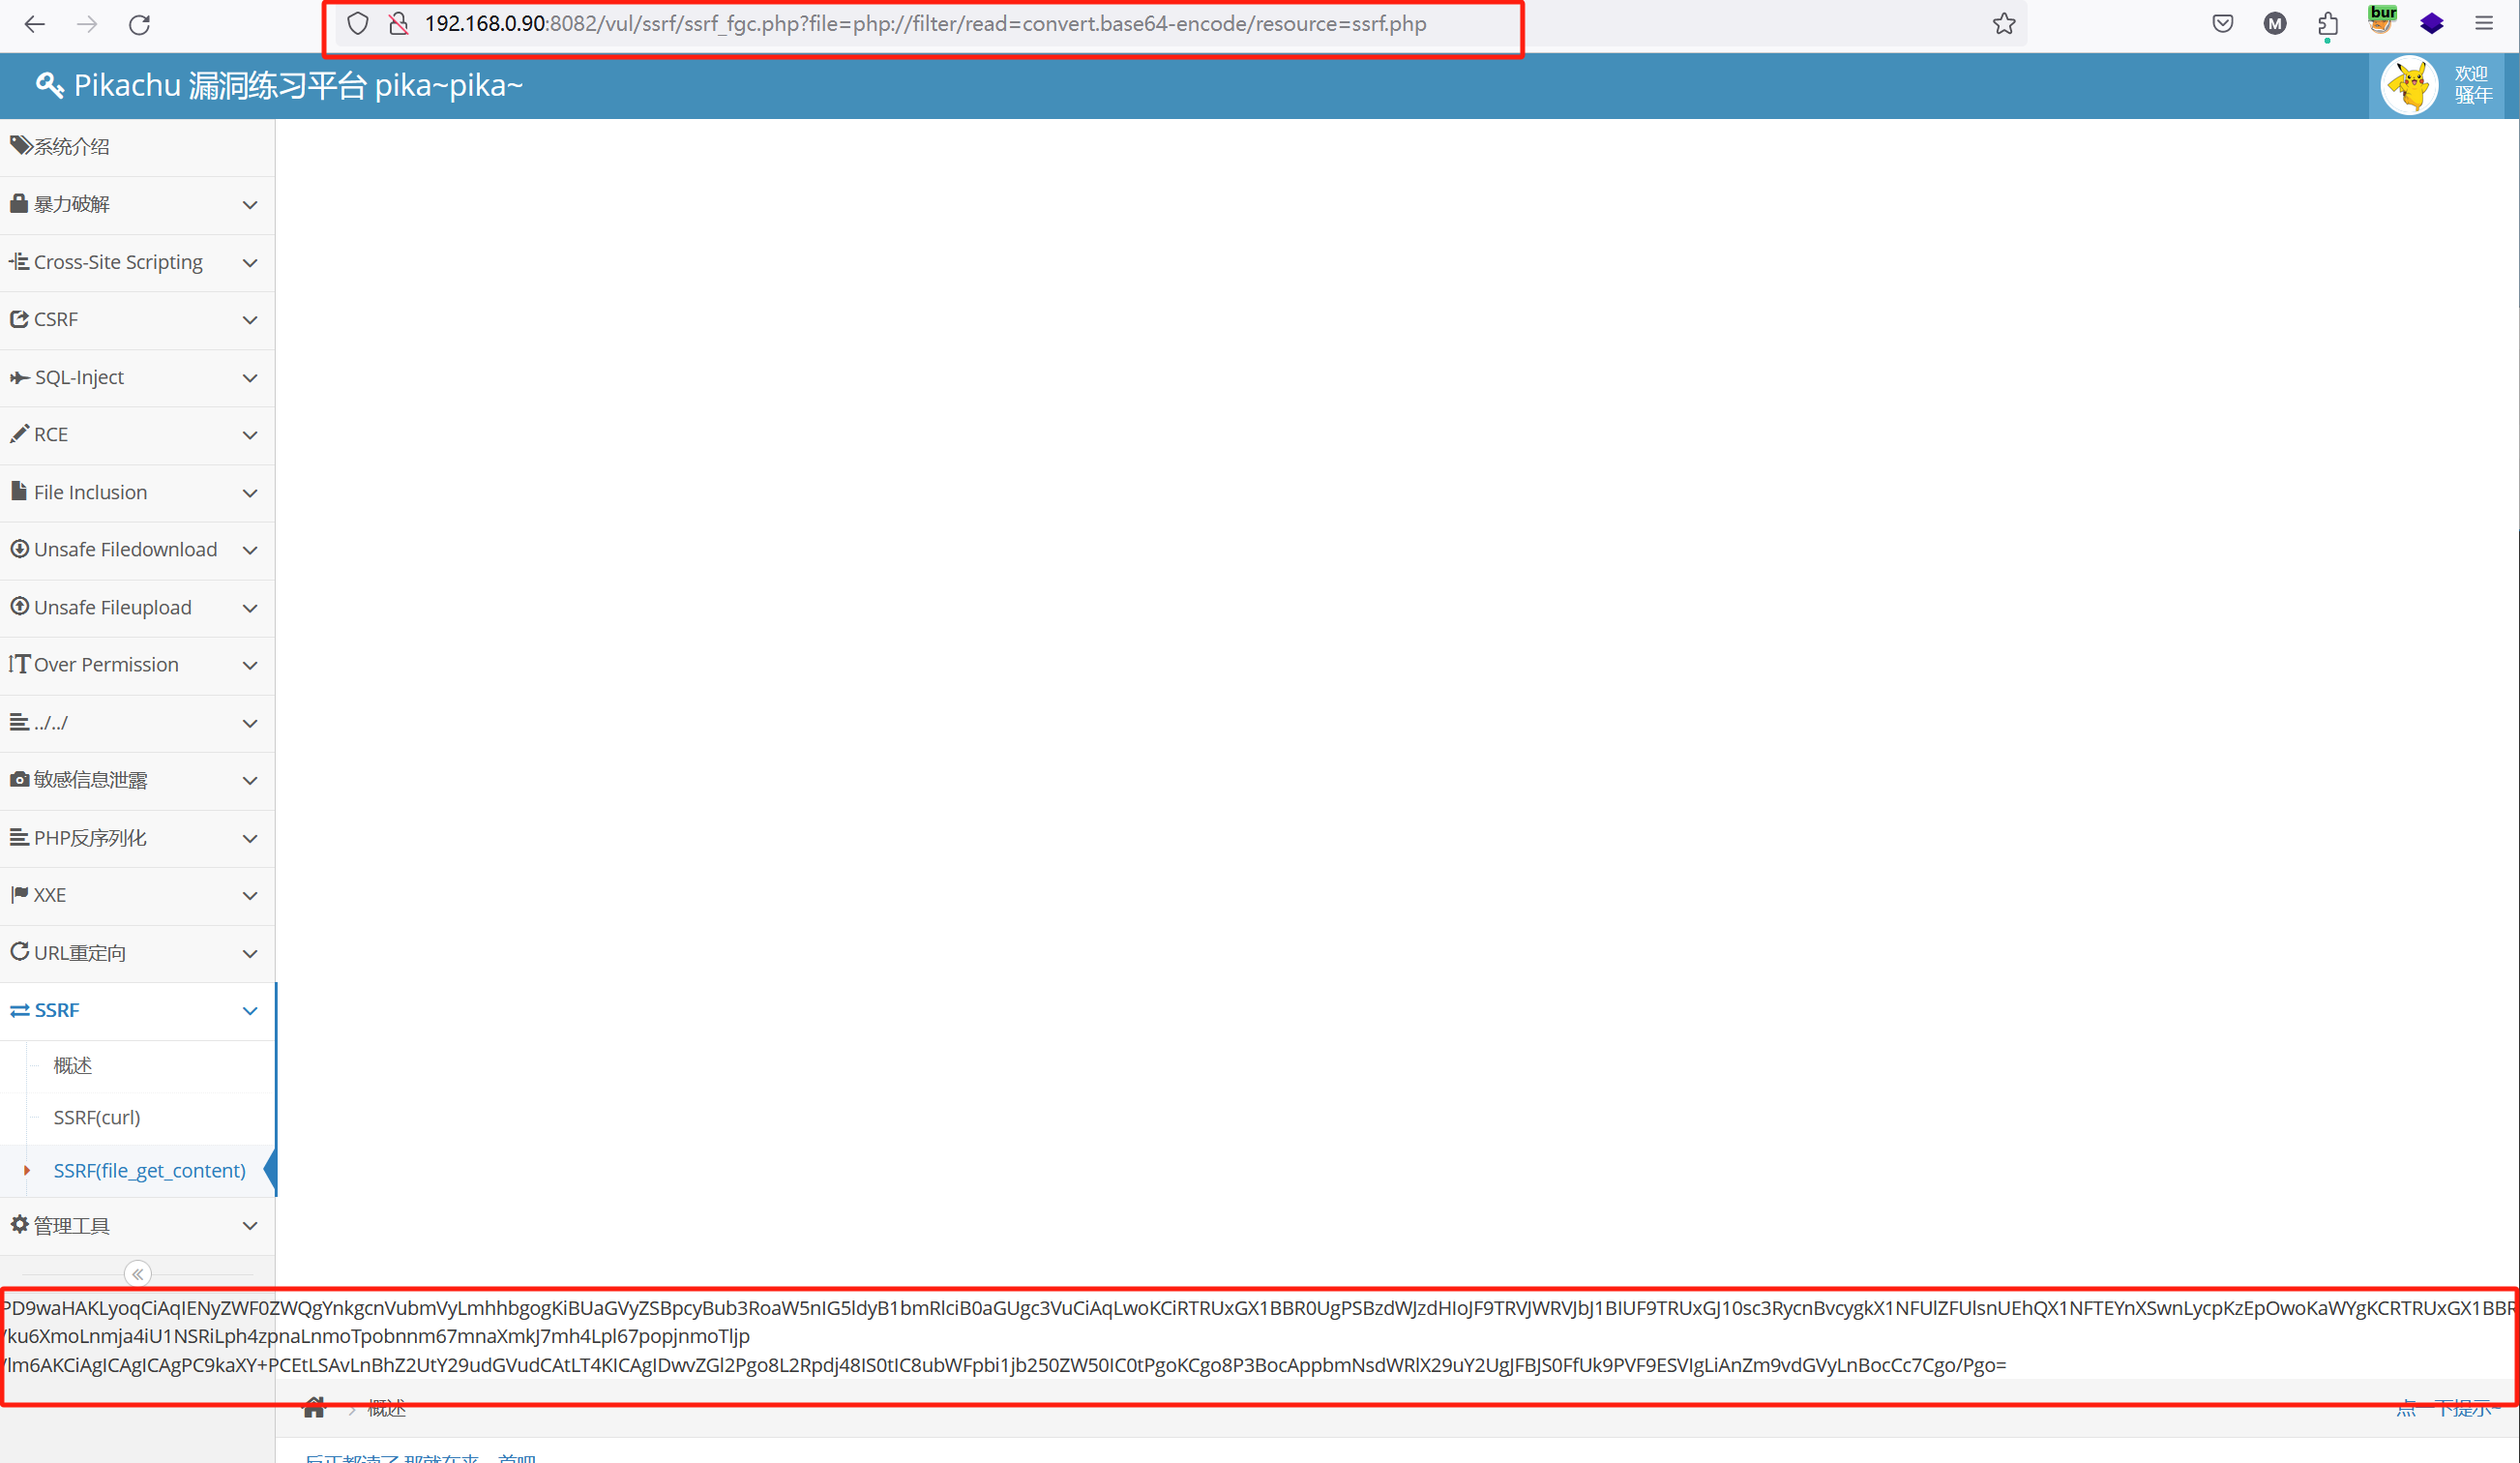 192.168.0.90:8082/vul/ssrf/ssrf_fgc.php?file=php://filter/read=convert.base64-encode/resource=ssrf.php
M
bur
Pikachu 漏洞练习平台 pika~pika~
欢迎
骚年
系统介绍
暴力破解
Cross-Site Scripting
CSRF
SQL-Inject
RCE
File Inclusion
Unsafe Filedownload
Unsafe Fileupload
Over Permission
../../
敏感信息泄露
PHP反序列化
XXE
URL重定向
SSRF
概述
SSRF(curl)
SSRF(file_get_content)
管理工具
PD9waHAKLyoqCiAqIENyZWF0ZWQgYnkgcnVubmVyLmhhbgogKiBUaGVyZSBpcyBub3RoaW5nIG5ldyB1bmRlciB0aGUgc3VuCiAqLwoKCiRTRUxGX1BBR0UgPSBzdWJzdHIoJF9TRVJWRVJbJ1BIUF9TRUxGJ10sc3RycnBvcygkX1NFUlZFUlsnUEhQX1NFTEYnXSwnLycpKzEpOwoKaWYgKCRTRUxGX1BBR
/ku6XmoLnmja4iU1NSRiLph4zpnaLnmoTpobnnm67mnaXmkJ7mh4Lpl67popjnmoTljp
/lm6AKCiAgICAgICAgPC9kaXY+PCEtLSAvLnBhZ2UtY29udGVudCAtLT4KICAgIDwvZGl2Pgo8L2Rpdj48IS0tIC8ubWFpbi1jb250ZW50IC0tPgoKCgo8P3BocAppbmNsdWRlX29uY2UgJFBJS0FfUk9PVF9ESVIgLiAnZm9vdGVyLnBocCc7Cgo/Pgo=
概述
点一下提示~
反正都读了,那就在来一首吧